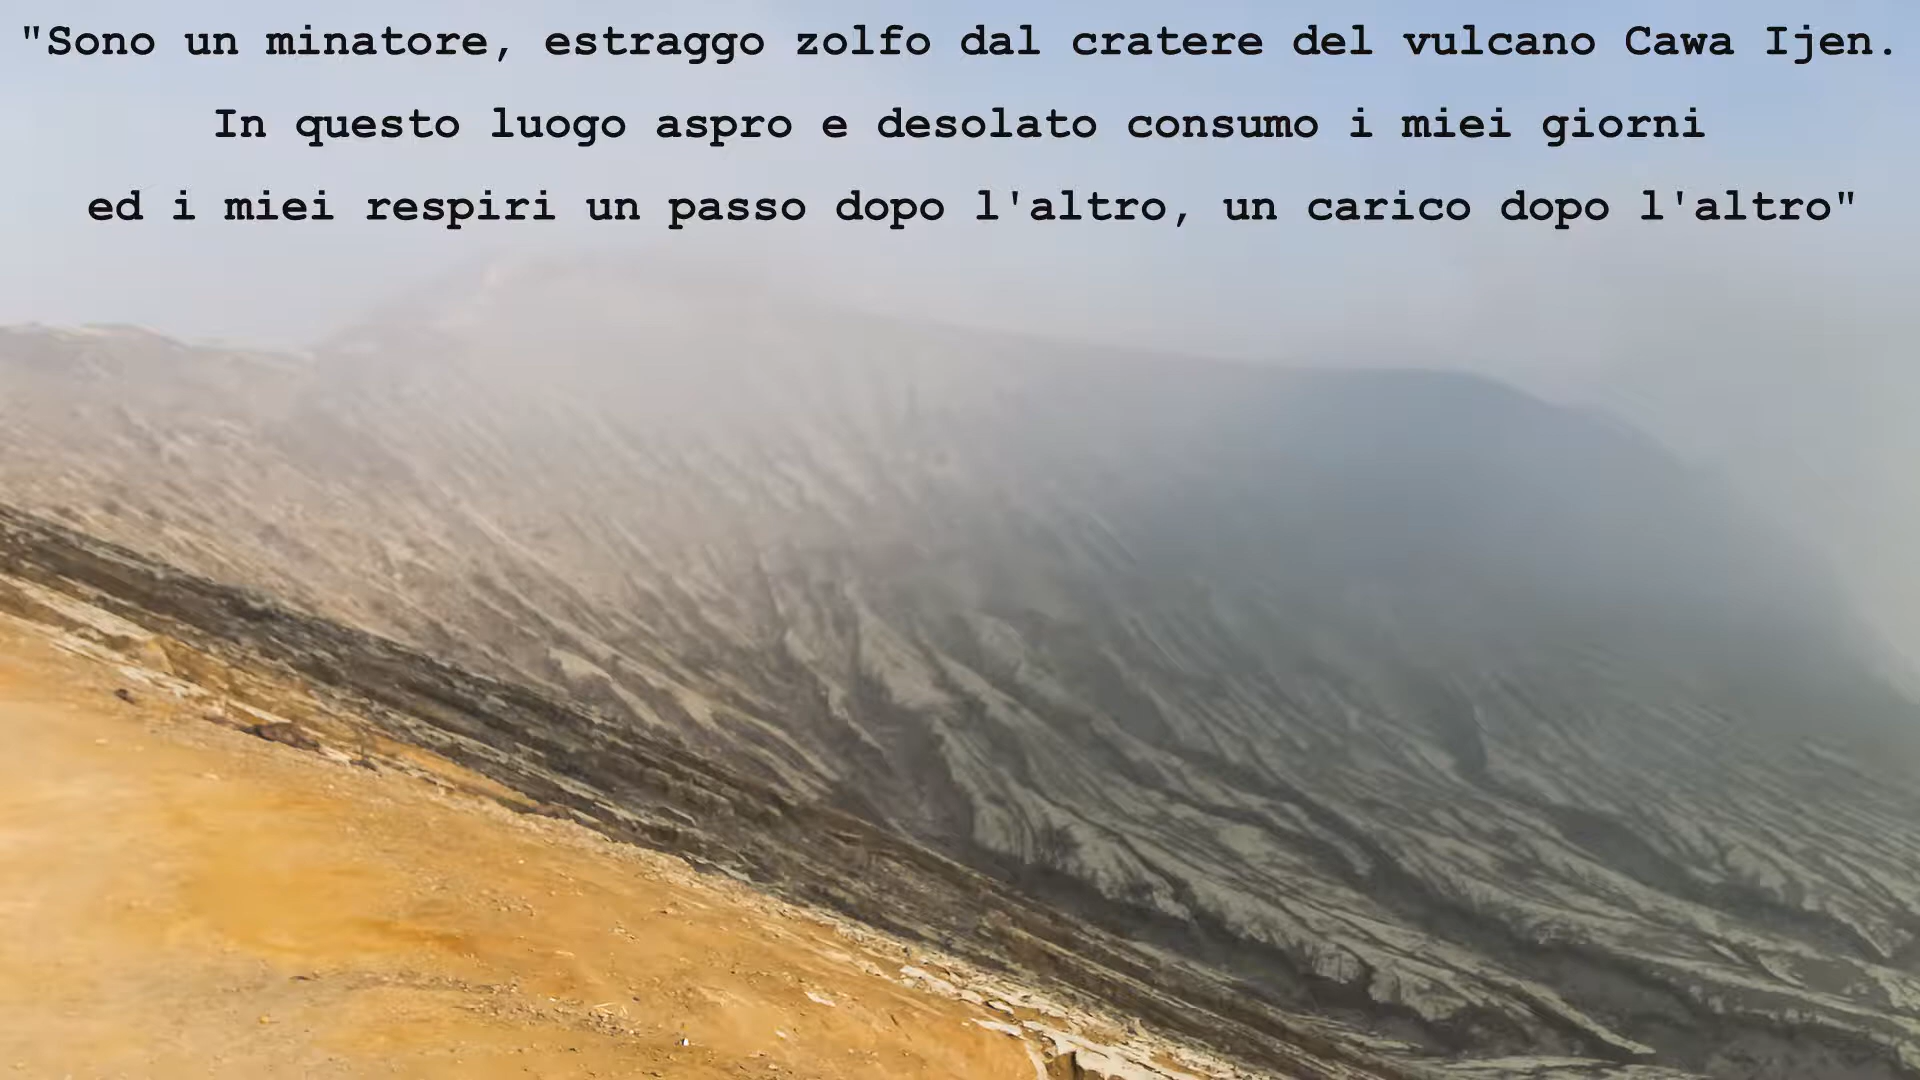 "Sono un minatore, estraggo zolfo dal cratere del vulcano Cawa Ijen.
In questo luogo aspro e desolato consumo i miei giorni
ed i miei respiri un passo dopo l'altro, un carico dopo l'altro"